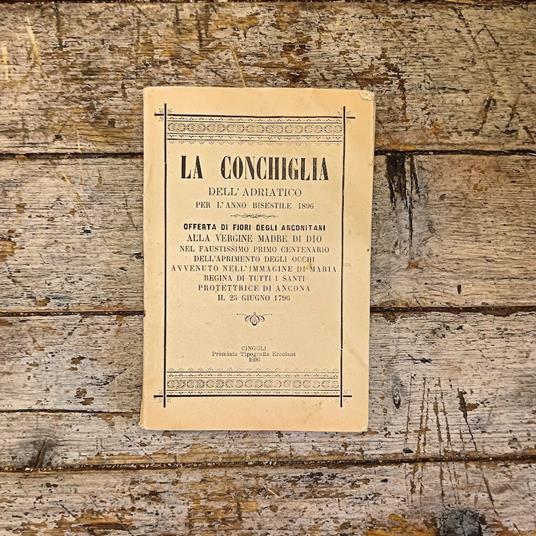 LA CONCHIGLIA
DELL'ADRIATICO
PER L'ANNO BISESTILE 1896
OFFERTA DI FIORI DEGLI ANCONITANI
ALLA VERGINE MADRE DI DIO
NEL FAUSTISSIMO PRIMO CENTENARIO
DELL'APRIMENTO DEGLI OCCHI
AVVENUTO NELL'IMMAGINE DI MARIA
REGINA DI TUTTI I SANTI
PROTETTRICE DI ANCONA
IL 25 GIUGNO 1796
CINGOLI
Premiata Tipografia Ercolani
1896